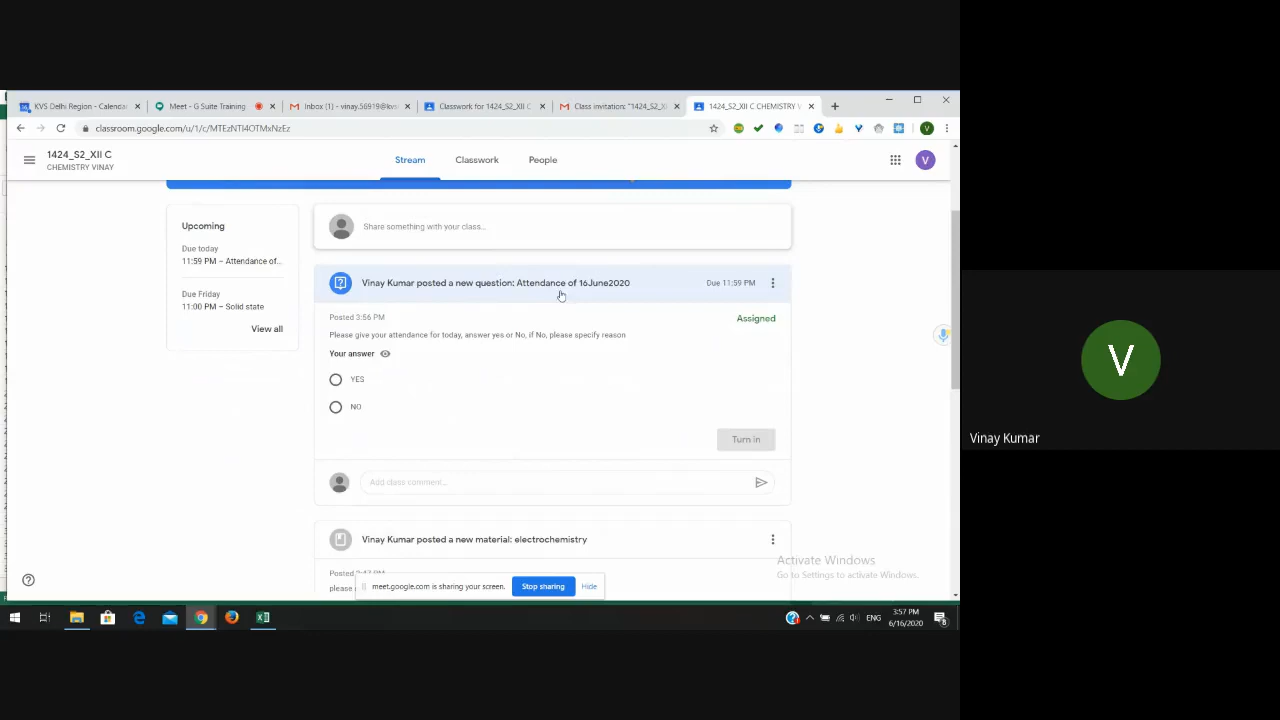 KVS Delhi Region - Calenda
Meet - G Suite Training
Inbox (1) - vinay.56919@kvs
Classwork for 1424_S2_XII C
Class invitation: "1424_S2_XI
1424_S2_XII C CHEMISTRY V
classroom.google.com/u/1/c/MTEzNTI4OTMxNzEz
V
1424_S2_XII C
CHEMISTRY VINAY
Stream
Classwork
People
V
Upcoming
Due today
11:59 PM – Attendance of...
Due Friday
11:00 PM – Solid state
View all
Share something with your class...
Vinay Kumar posted a new question: Attendance of 16June2020
Due 11:59 PM
Posted 3:56 PM
Assigned
Please give your attendance for today, answer yes or No, if No, please specify reason
Your answer
YES
NO
Turn in
Add class comment...
Vinay Kumar posted a new material: electrochemistry
Activate Windows
Go to Settings to activate Windows.
meet.google.com is sharing your screen.
Stop sharing
Hide
ENG
3:57 PM
6/16/2020
V
Vinay Kumar